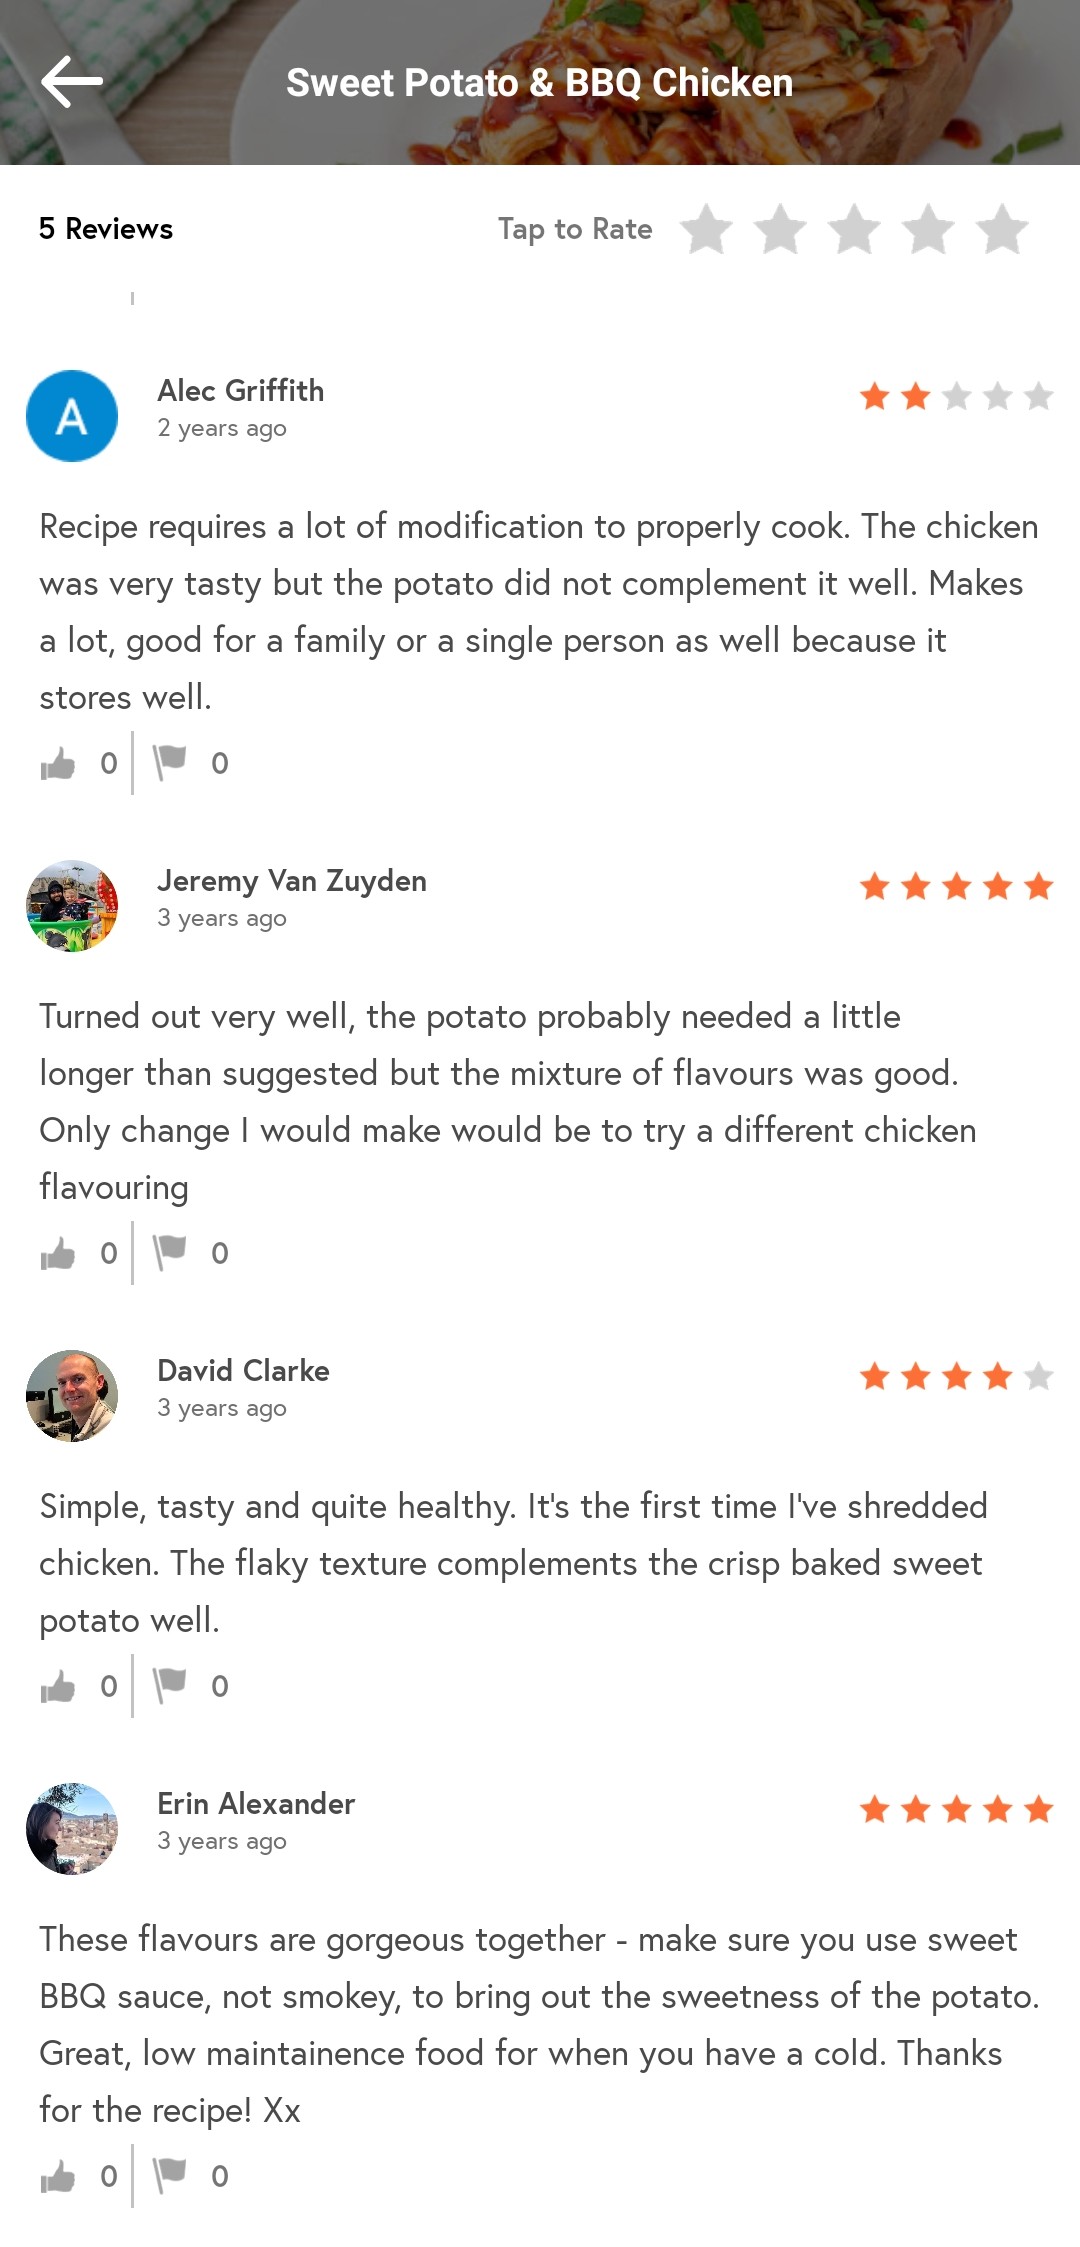 Sweet Potato & BBQ Chicken
5 Reviews
Tap to Rate
A
Alec Griffith
2 years ago
Recipe requires a lot of modification to properly cook. The chicken
was very tasty but the potato did not complement it well. Makes
a lot, good for a family or a single person as well because it
stores well.
0 0
Jeremy Van Zuyden
3 years ago
Turned out very well, the potato probably needed a little
longer than suggested but the mixture of flavours was good.
Only change I would make would be to try a different chicken
flavouring
0 0
David Clarke
3 years ago
Simple, tasty and quite healthy. It's the first time I've shredded
chicken. The flaky texture complements the crisp baked sweet
potato well.
0 0
Erin Alexander
3 years ago
These flavours are gorgeous together - make sure you use sweet
BBQ sauce, not smokey, to bring out the sweetness of the potato.
Great, low maintainence food for when you have a cold. Thanks
for the recipe! Xx
0 0